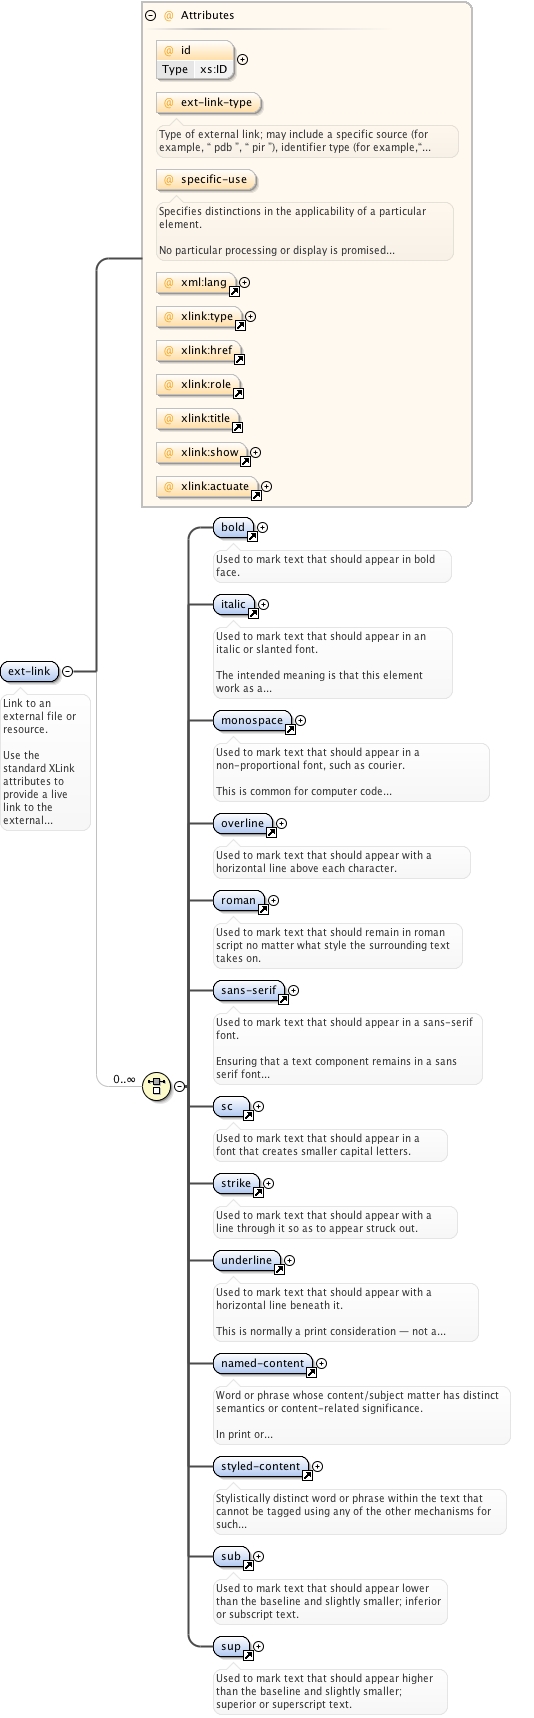 Attributes
@ id
Type xs:ID
@ ext-link-type
Type of external link; may include a specific source (for
example, “ pdb ”, “ pir ”), identifier type (for example,“...
@ specific-use
Specifies distinctions in the applicability of a particular
element.
No particular processing or display is promised...
@ xml:lang
@ xlink:type
@ xlink:href
@ xlink:role
@ xlink:title
@ xlink:show
@ xlink:actuate
ext-link
Link to an
external file or
resource.
Use the
standard XLink
attributes to
provide a live
link to the
external...
0..∞
bold
Used to mark text that should appear in bold
face.
italic
Used to mark text that should appear in an
italic or slanted font.
The intended meaning is that this element
work as a...
monospace
Used to mark text that should appear in a
non-proportional font, such as courier.
This is common for computer code...
overline
Used to mark text that should appear with a
horizontal line above each character.
roman
Used to mark text that should remain in roman
script no matter what style the surrounding text
takes on.
sans-serif
Used to mark text that should appear in a sans-serif
font.
Ensuring that a text component remains in a sans
serif font...
sc
Used to mark text that should appear in a
font that creates smaller capital letters.
strike
Used to mark text that should appear with a
line through it so as to appear struck out.
underline
Used to mark text that should appear with a
horizontal line beneath it.
This is normally a print consideration — not a...
named-content
Word or phrase whose content/subject matter has distinct
semantics or content-related significance.
In print or...
styled-content
Stylistically distinct word or phrase within the text that
cannot be tagged using any of the other mechanisms for
such...
sub
Used to mark text that should appear lower
than the baseline and slightly smaller; inferior
or subscript text.
sup
Used to mark text that should appear higher
than the baseline and slightly smaller;
superior or superscript text.